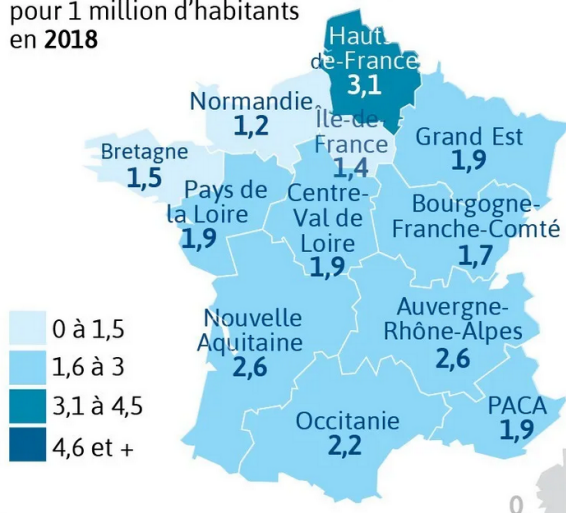 pour 1 million d’habitants
en 2018
Hauts-
de-France
3,1
Normandie
1,2
Île-de-
France
1,4
Grand Est
1,9
Bretagne
1,5
Pays de
la Loire
1,9
Centre-
Val de
Loire
1,9
Bourgogne-
Franche-Comté
1,7
Nouvelle
Aquitaine
2,6
Auvergne-
Rhône-Alpes
2,6
Occitanie
2,2
PACA
1,9
0 à 1,5
1,6 à 3
3,1 à 4,5
4,6 et +
0